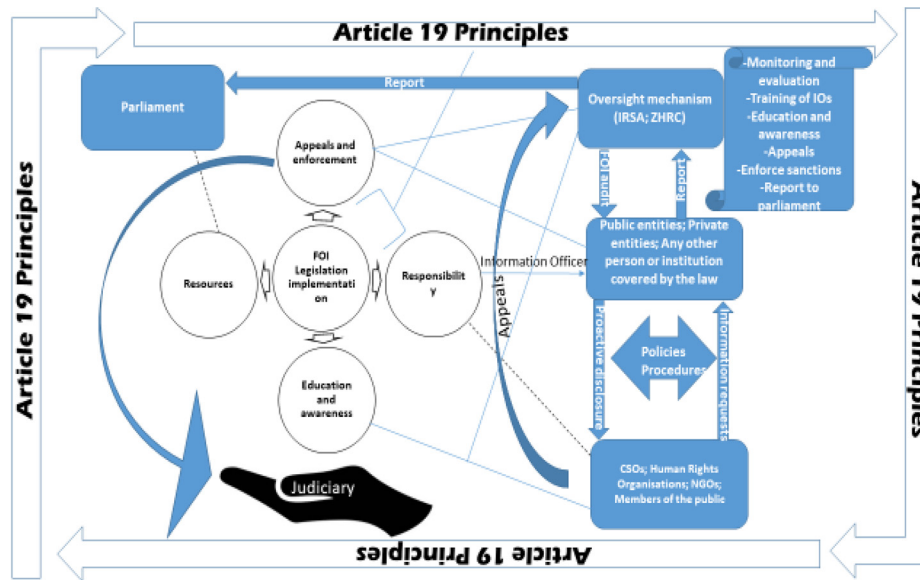 Article 19 Principles
Parliament
Report
Oversight mechanism
(IRSA; ZHRC)
-Monitoring and
evaluation
-Training of IOs
-Education and
awareness
-Appeals
-Enforce sanctions
-Report to
parliament
Appeals and
enforcement
FOI audit
Report
Article 19 Principles
Resources
FOI
Legislation
implementati
on
Responsibilit
y
Information Officer
Public entities; Private
entities; Any other
person or institution
covered by the law
Appeals
Proactive disclosure
Policies
Procedures
Information requests
Article 19 Principles
Education
and
awareness
Judiciary
CSOs; Human Rights
Organisations; NGOs;
Members of the public
Article 19 Principles